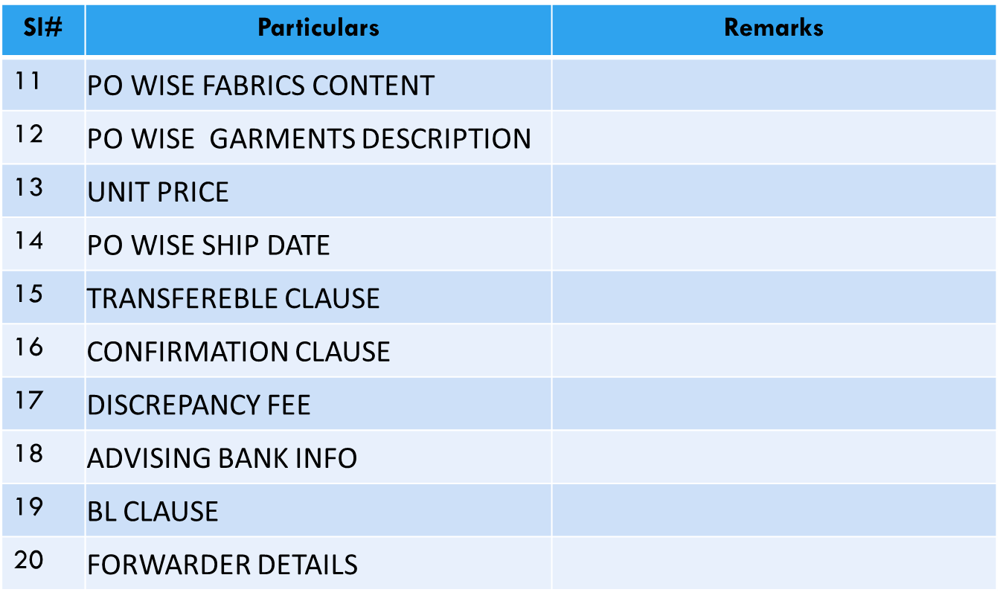 Sl# Particulars Remarks
11 PO WISE FABRICS CONTENT
12 PO WISE  GARMENTS DESCRIPTION
13 UNIT PRICE
14 PO WISE SHIP DATE
15 TRANSFEREBLE CLAUSE
16 CONFIRMATION CLAUSE
17 DISCREPANCY FEE
18 ADVISING BANK INFO
19 BL CLAUSE
20 FORWARDER DETAILS